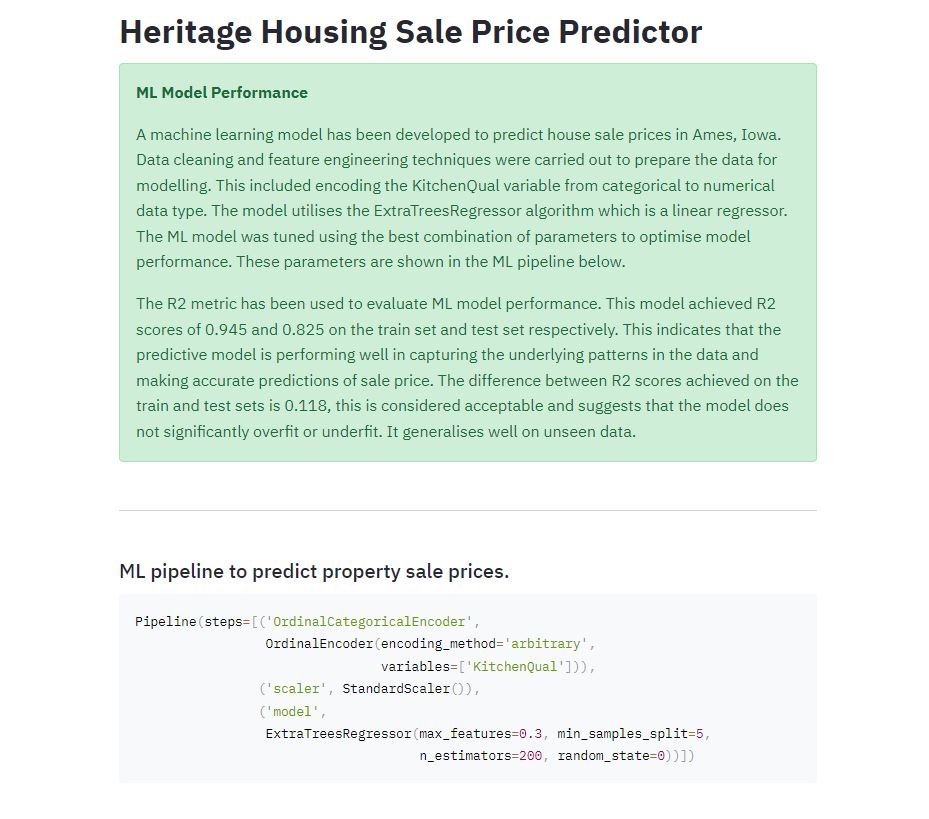 Heritage Housing Sale Price Predictor
ML Model Performance
A machine learning model has been developed to predict house sale prices in Ames, Iowa.
Data cleaning and feature engineering techniques were carried out to prepare the data for
modelling. This included encoding the KitchenQual variable from categorical to numerical
data type. The model utilises the ExtraTreesRegressor algorithm which is a linear regressor.
The ML model was tuned using the best combination of parameters to optimise model
performance. These parameters are shown in the ML pipeline below.
The R2 metric has been used to evaluate ML model performance. This model achieved R2
scores of 0.945 and 0.825 on the train set and test set respectively. This indicates that the
predictive model is performing well in capturing the underlying patterns in the data and
making accurate predictions of sale price. The difference between R2 scores achieved on the
train and test sets is 0.118, this is considered acceptable and suggests that the model does
not significantly overfit or underfit. It generalises well on unseen data.
ML pipeline to predict property sale prices.
Pipeline(steps=[('OrdinalCategoricalEncoder',
OrdinalEncoder(encoding_method='arbitrary',
variables=['KitchenQual'])),
('scaler', StandardScaler()),
('model',
ExtraTreesRegressor(max_features=0.3, min_samples_split=5,
n_estimators=200, random_state=0))])